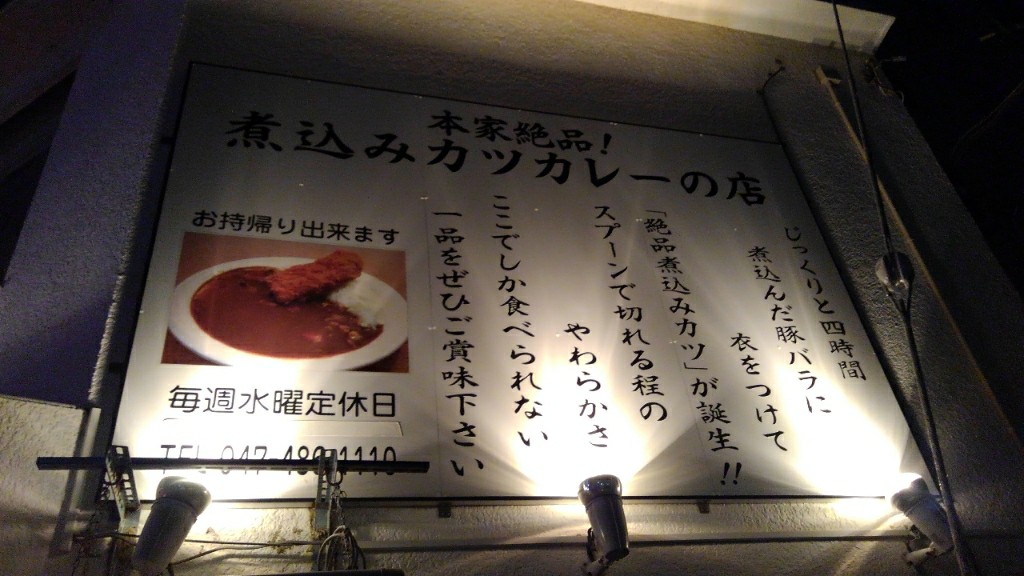 本家絶品!
煮込みカツカレーの店
じっくりと四時間
煮込んだ豚バラに
衣をつけて
「絶品煮込みカツ」が誕生!!
スプーンで切れる程の
やわらかさ
ここでしか食べられない
一品をぜひご賞味下さい
お持帰り出来ます
毎週水曜定休日
TEL 047-480-1110